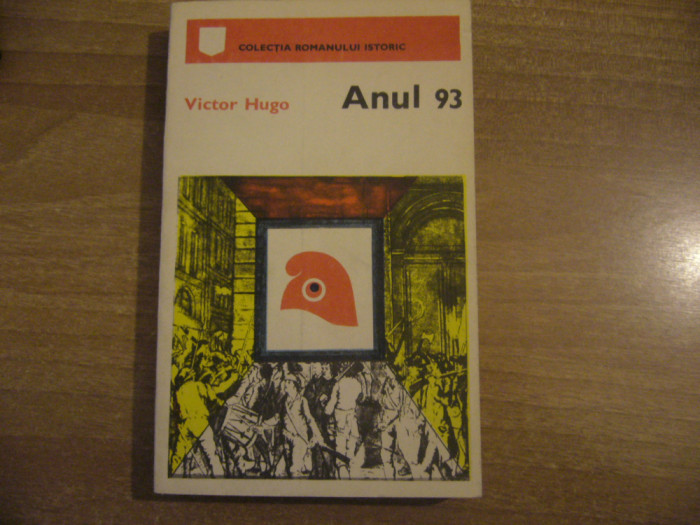 COLECȚIA ROMANULUI ISTORIC
Victor Hugo
Anul 93